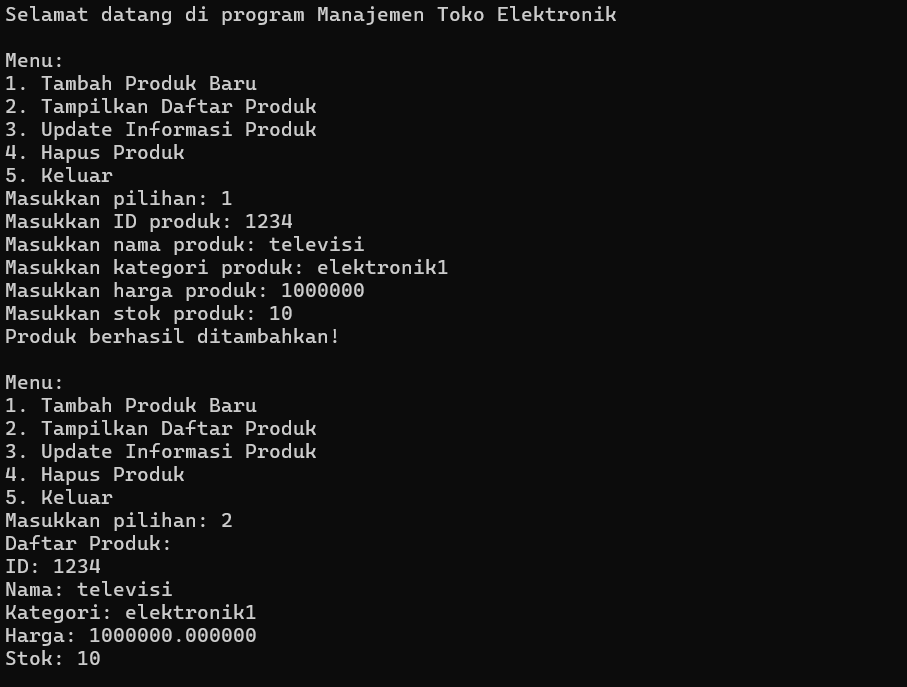 Selamat datang di program Manajemen Toko Elektronik
Menu:
1. Tambah Produk Baru
2. Tampilkan Daftar Produk
3. Update Informasi Produk
4. Hapus Produk
5. Keluar
Masukkan pilihan: 1
Masukkan ID produk: 1234
Masukkan nama produk: televisi
Masukkan kategori produk: elektronik1
Masukkan harga produk: 1000000
Masukkan stok produk: 10
Produk berhasil ditambahkan!
Menu:
1. Tambah Produk Baru
2. Tampilkan Daftar Produk
3. Update Informasi Produk
4. Hapus Produk
5. Keluar
Masukkan pilihan: 2
Daftar Produk:
ID: 1234
Nama: televisi
Kategori: elektronik1
Harga: 1000000.000000
Stok: 10